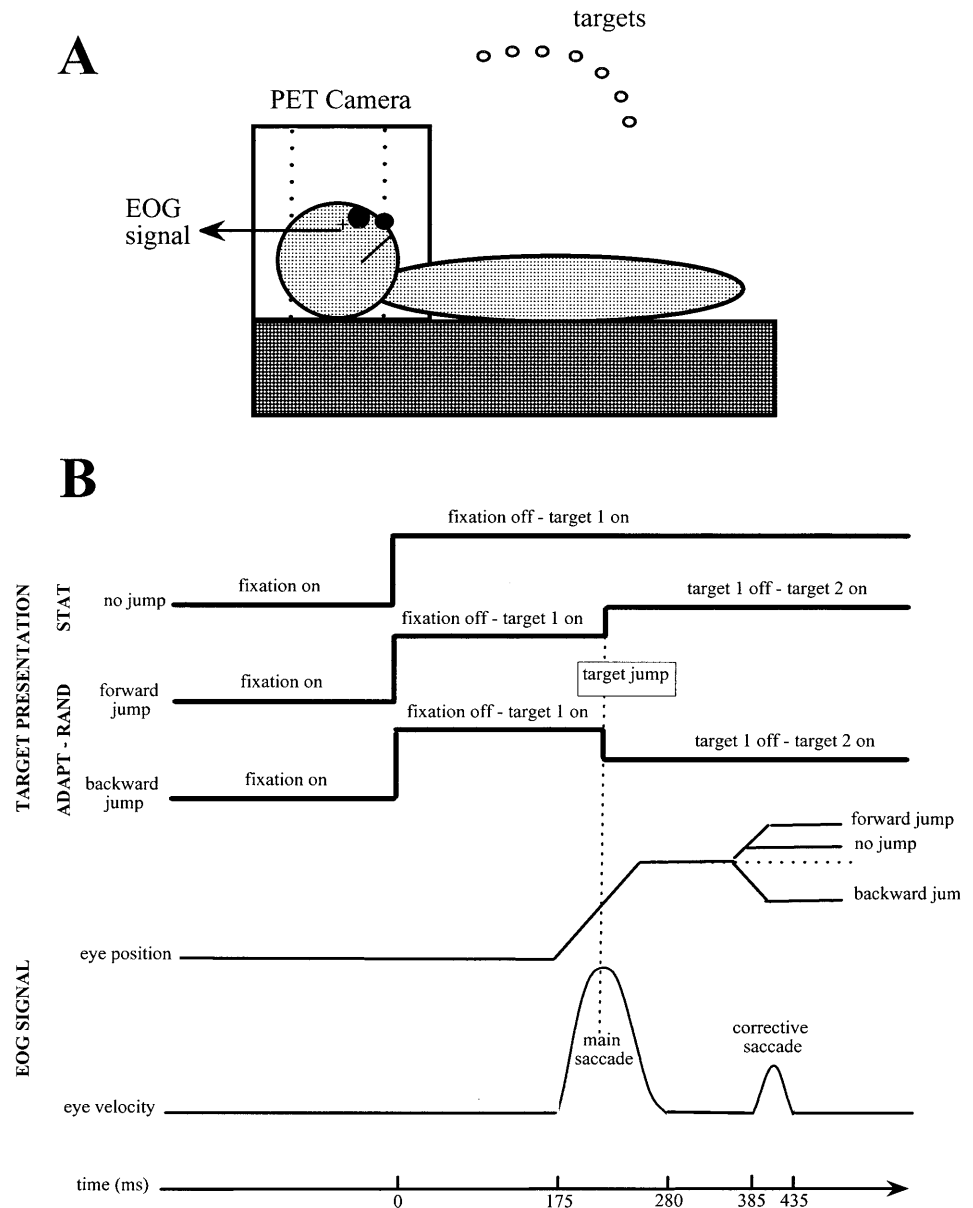 A
targets
PET Camera
EOG
signal
B
TARGET PRESENTATION
STAT
ADAPT - RAND
fixation off - target 1 on
no jump
fixation on
target 1 off - target 2 on
fixation off - target 1 on
target jump
forward
jump
fixation on
fixation off - target 1 on
target 1 off - target 2 on
backward
jump
fixation on
forward jump
no jump
backward jum
EOG SIGNAL
eye position
main
saccade
corrective
saccade
eye velocity
time (ms)
0
175
280
385
435